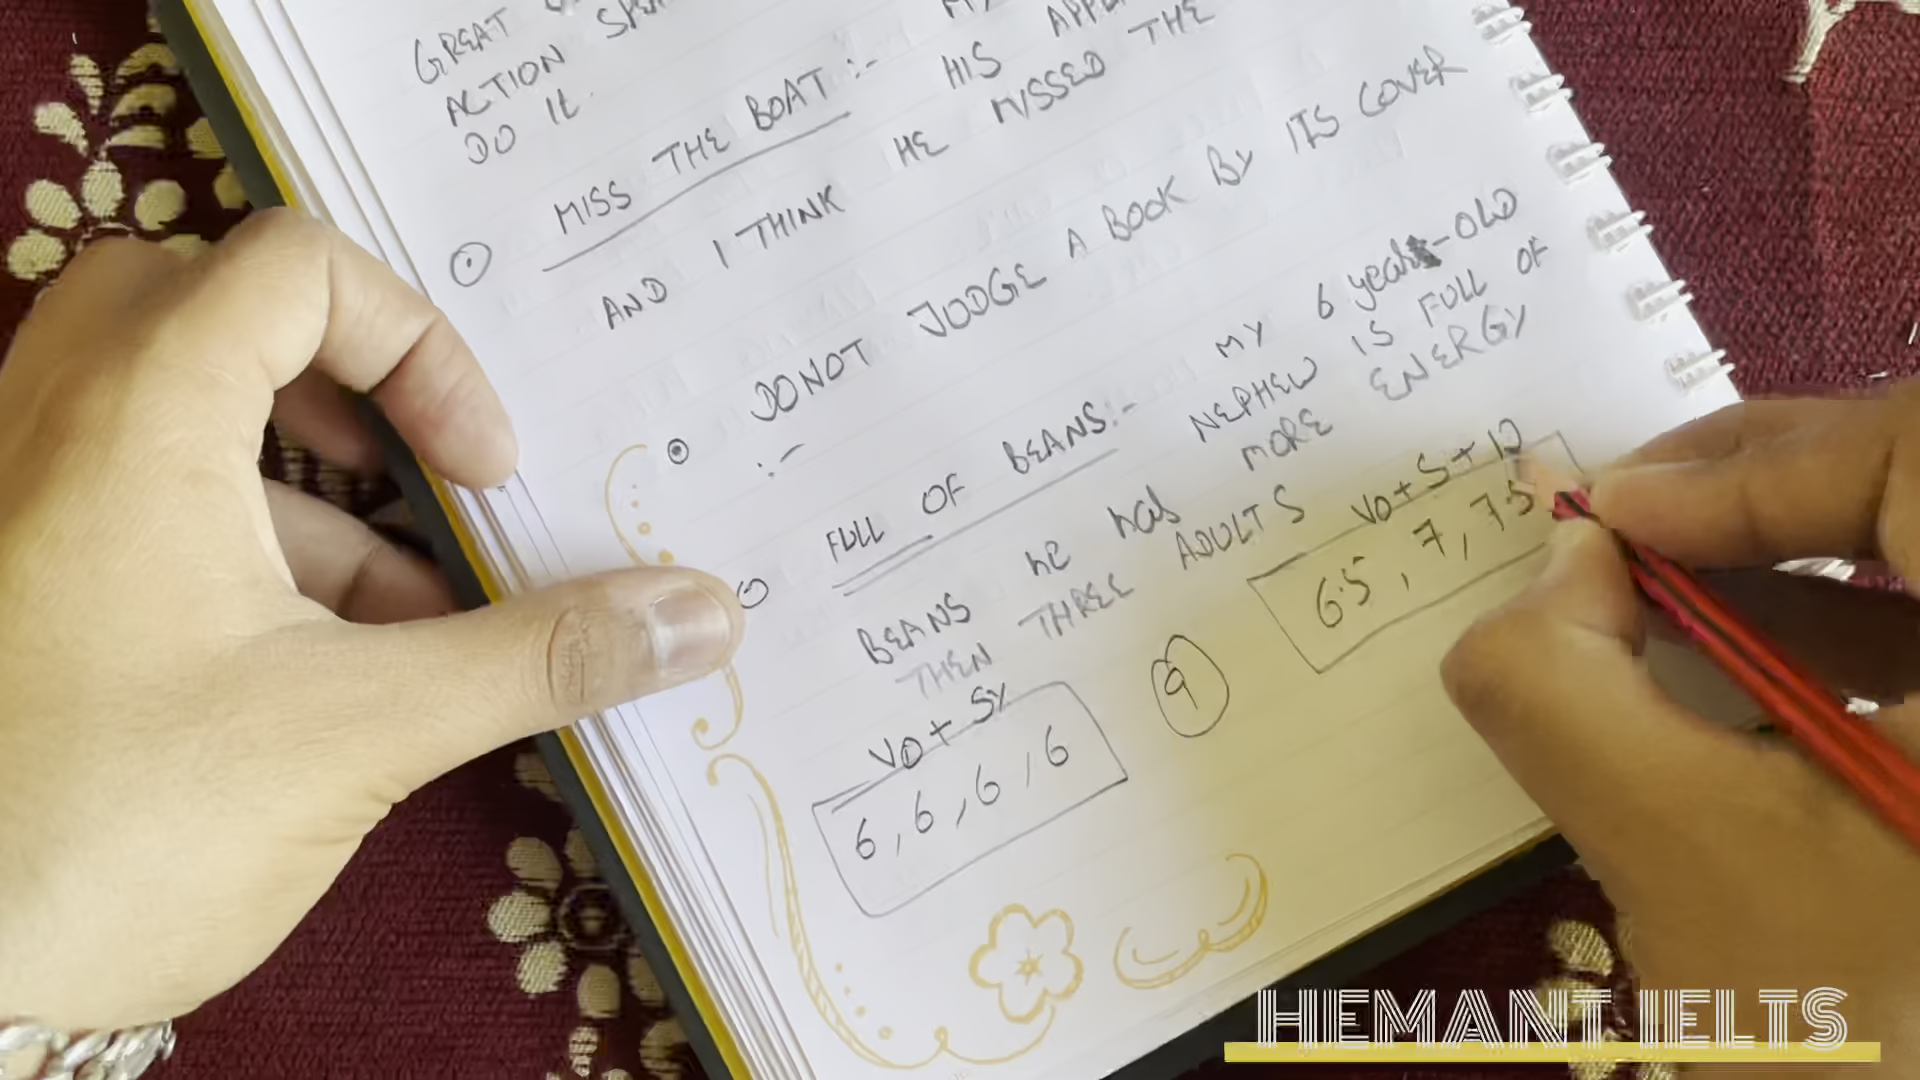 GREAT
ACTION
DO It.
MISS THE BOAT :- HIS
AND I THINK HE MISSED THE
DONOT JUDGE A BOOK BY ITS COVER
:-
FULL OF BEANS:- MY 6 year-OLD
NEPHEW IS FULL OF
BEANS he has MORE ENERGY
THEN THREE ADULTS
VO+ S+ID
6.5, 7, 7.5
9
VO+ SY
6, 6, 6, 6
HEMANT IELTS